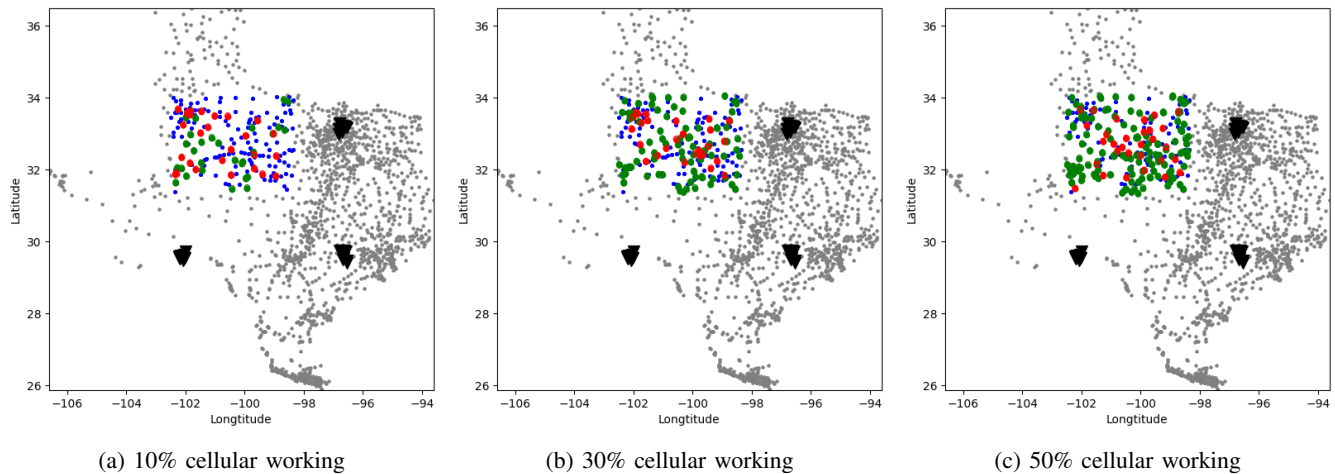 36
34
32
30
28
26
Latitude
−106 −104 −102 −100 −98 −96 −94
Longtitude
(a) 10% cellular working
36
34
32
30
28
26
Latitude
−106 −104 −102 −100 −98 −96 −94
Longtitude
(b) 30% cellular working
36
34
32
30
28
26
Latitude
−106 −104 −102 −100 −98 −96 −94
Longtitude
(c) 50% cellular working